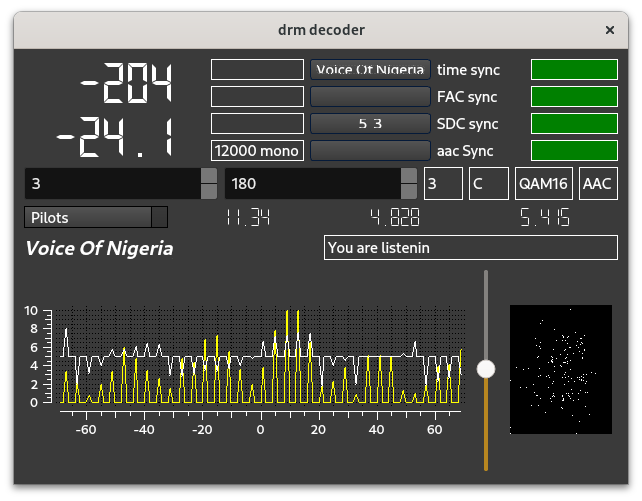 drm decoder ×
-204 Voice Of Nigeria time sync
FAC sync
-24.1 5 3 SDC sync
12000 mono aac Sync
3 180 3 C QAM16 AAC
Pilots 11.34 4.828 5.415
Voice Of Nigeria You are listenin
10
8
6
4
2
0
-60 -40 -20 0 20 40 60